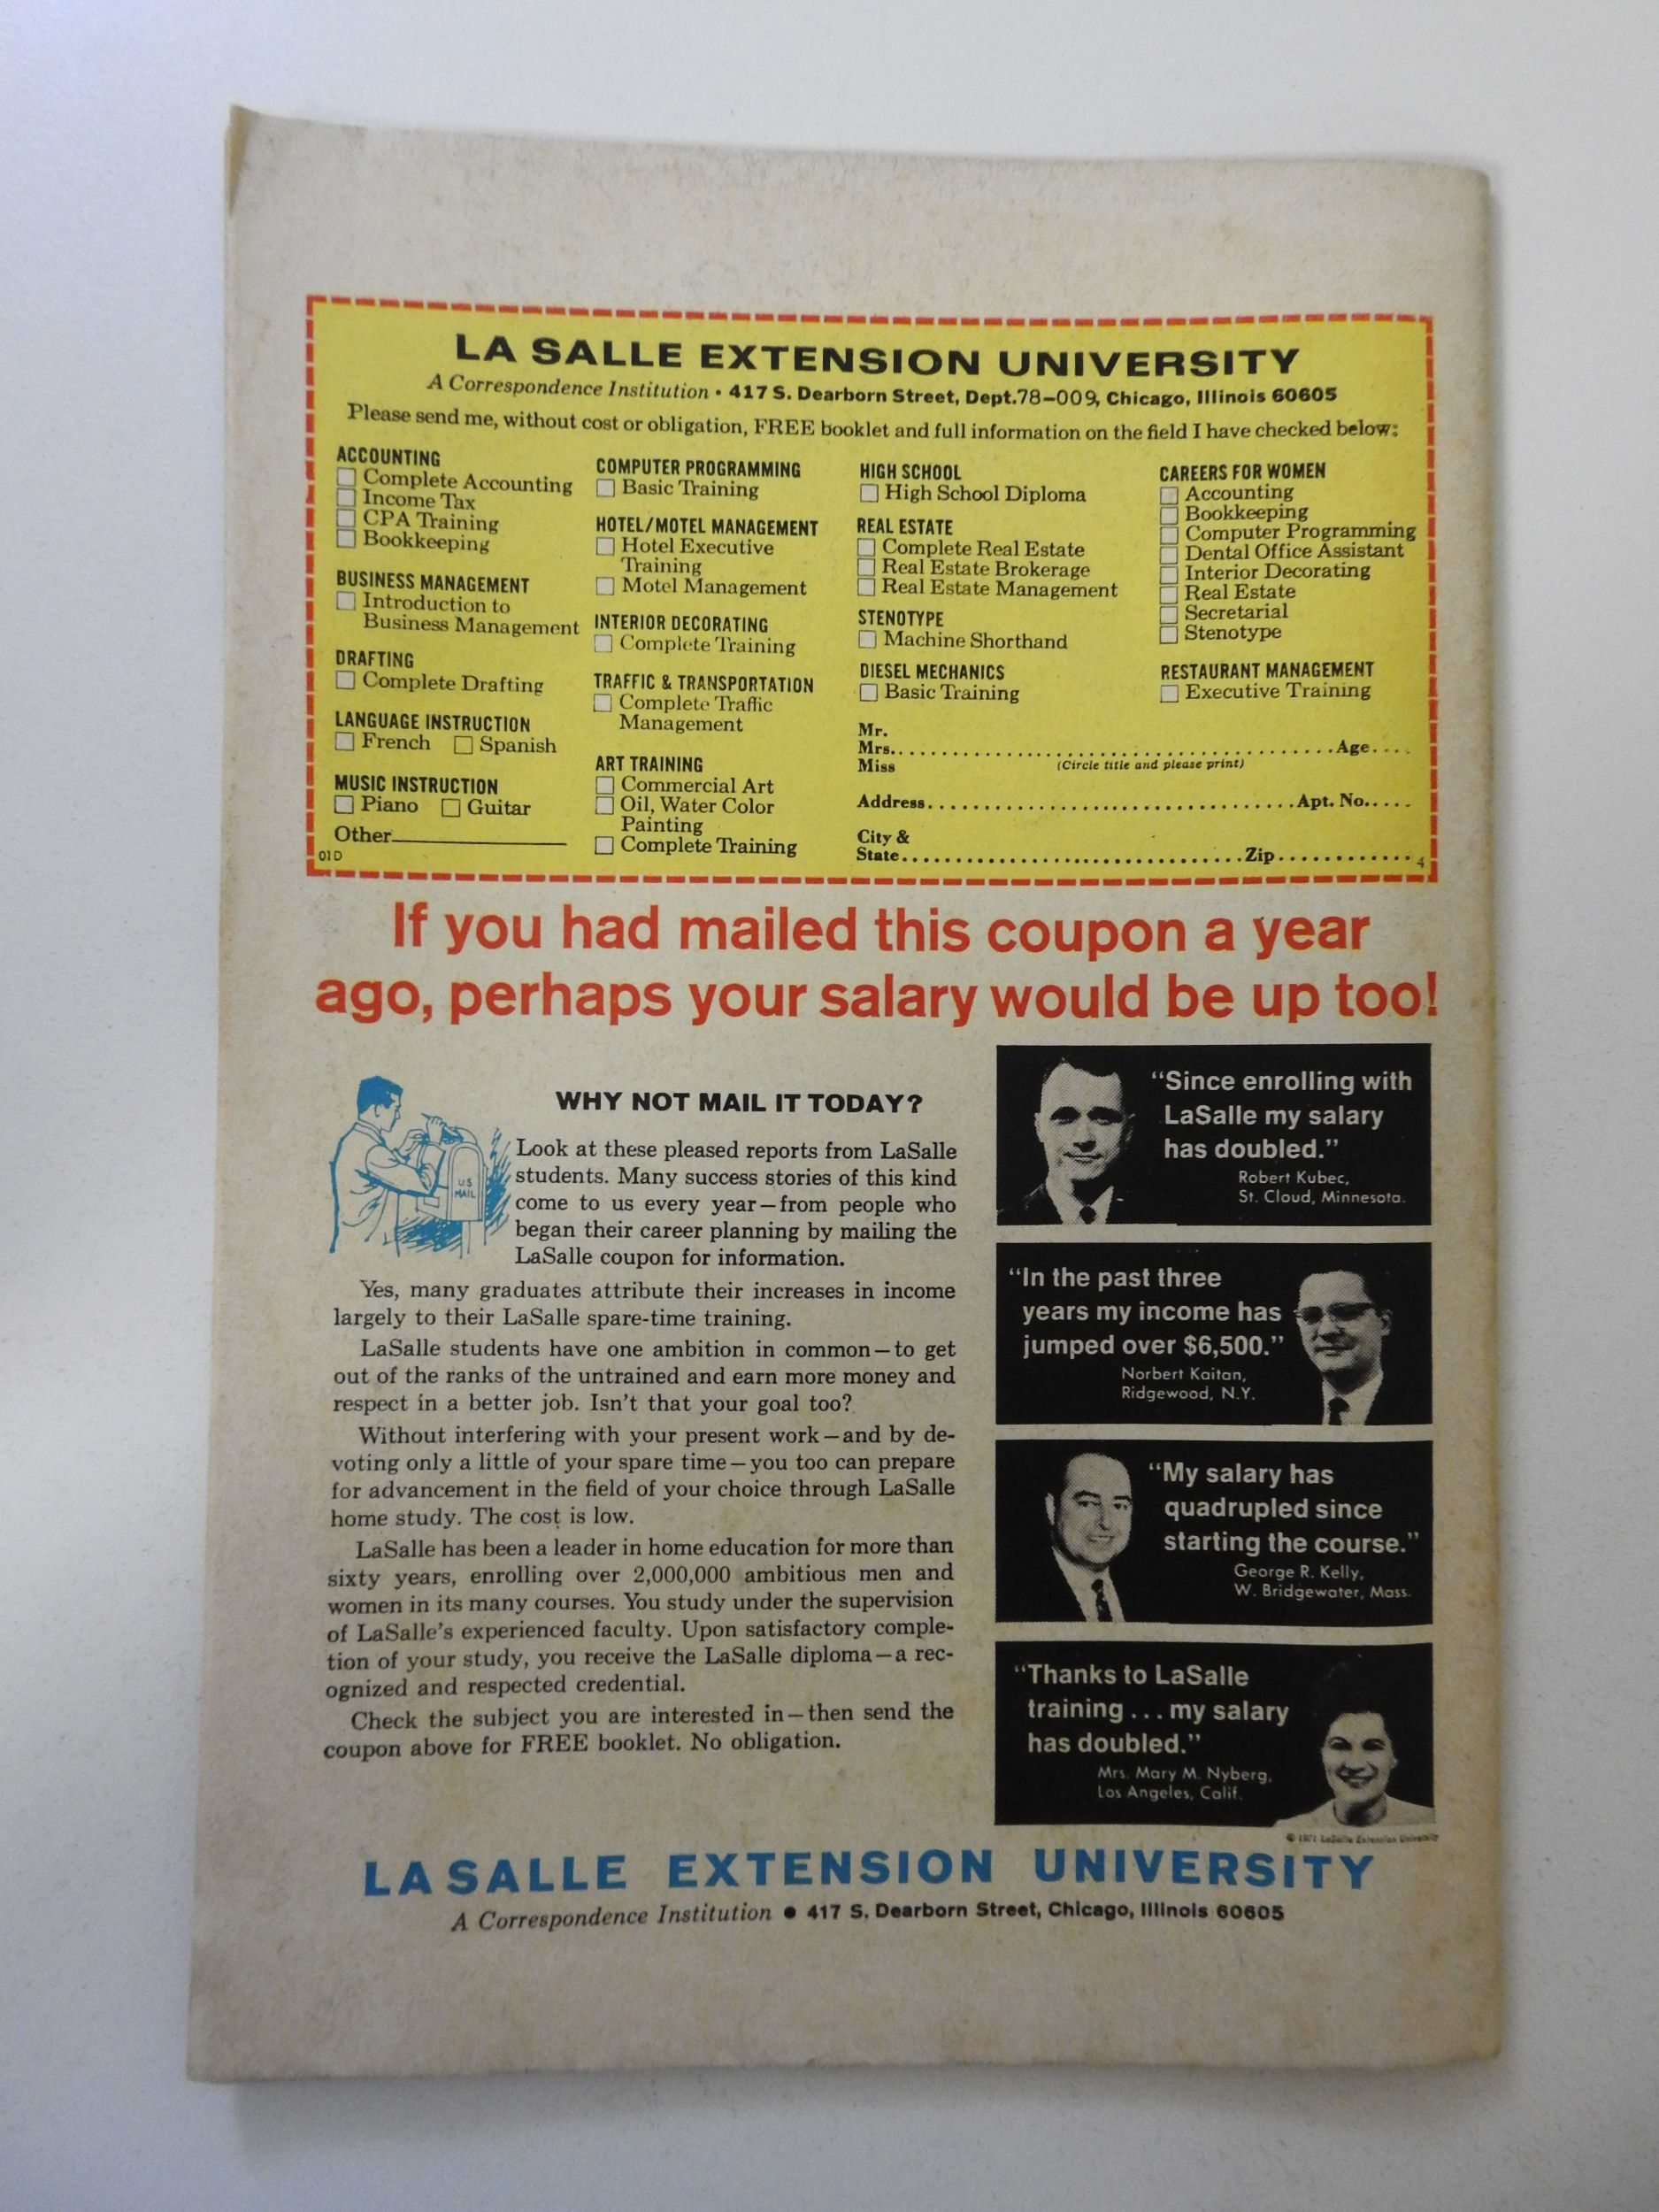 LA SALLE EXTENSION UNIVERSITY
A Correspondence Institution • 417 S. Dearborn Street, Dept. 78-009, Chicago, Illinois 60605
Please send me, without cost or obligation, FREE booklet and full information on the field I have checked below:
ACCOUNTING
Complete Accounting
Income Tax
CPA Training
Bookkeeping
BUSINESS MANAGEMENT
Introduction to
Business Management
DRAFTING
Complete Drafting
LANGUAGE INSTRUCTION
French Spanish
MUSIC INSTRUCTION
Piano Guitar
Other
01D
COMPUTER PROGRAMMING
Basic Training
HOTEL/MOTEL MANAGEMENT
Hotel Executive
Training
Motel Management
INTERIOR DECORATING
Complete Training
TRAFFIC & TRANSPORTATION
Complete Traffic
Management
ART TRAINING
Commercial Art
Oil, Water Color
Painting
Complete Training
HIGH SCHOOL
High School Diploma
REAL ESTATE
Complete Real Estate
Real Estate Brokerage
Real Estate Management
STENOTYPE
Machine Shorthand
DIESEL MECHANICS
Basic Training
CAREERS FOR WOMEN
Accounting
Bookkeeping
Computer Programming
Dental Office Assistant
Interior Decorating
Real Estate
Secretarial
Stenotype
RESTAURANT MANAGEMENT
Executive Training
Mr.
Mrs. Age
Miss (Circle title and please print)
Address Apt. No.
City &
State Zip 4
If you had mailed this coupon a year
ago, perhaps your salary would be up too!
U S
MAIL
WHY NOT MAIL IT TODAY?
Look at these pleased reports from LaSalle
students. Many success stories of this kind
come to us every year—from people who
began their career planning by mailing the
LaSalle coupon for information.
Yes, many graduates attribute their increases in income
largely to their LaSalle spare-time training.
LaSalle students have one ambition in common—to get
out of the ranks of the untrained and earn more money and
respect in a better job. Isn't that your goal too?
Without interfering with your present work—and by de-
voting only a little of your spare time—you too can prepare
for advancement in the field of your choice through LaSalle
home study. The cost is low.
LaSalle has been a leader in home education for more than
sixty years, enrolling over 2,000,000 ambitious men and
women in its many courses. You study under the supervision
of LaSalle's experienced faculty. Upon satisfactory comple-
tion of your study, you receive the LaSalle diploma—a rec-
ognized and respected credential.
Check the subject you are interested in—then send the
coupon above for FREE booklet. No obligation.
"Since enrolling with
LaSalle my salary
has doubled."
Robert Kubec,
St. Cloud, Minnesota.
"In the past three
years my income has
jumped over $6,500."
Norbert Kaitan,
Ridgewood, N.Y.
"My salary has
quadrupled since
starting the course."
George R. Kelly,
W. Bridgewater, Mass.
"Thanks to LaSalle
training . . . my salary
has doubled."
Mrs. Mary M. Nyberg,
Los Angeles, Calif.
© 1971 LaSalle Extension University
LASALLE EXTENSION UNIVERSITY
A Correspondence Institution • 417 S. Dearborn Street, Chicago, Illinois 60605